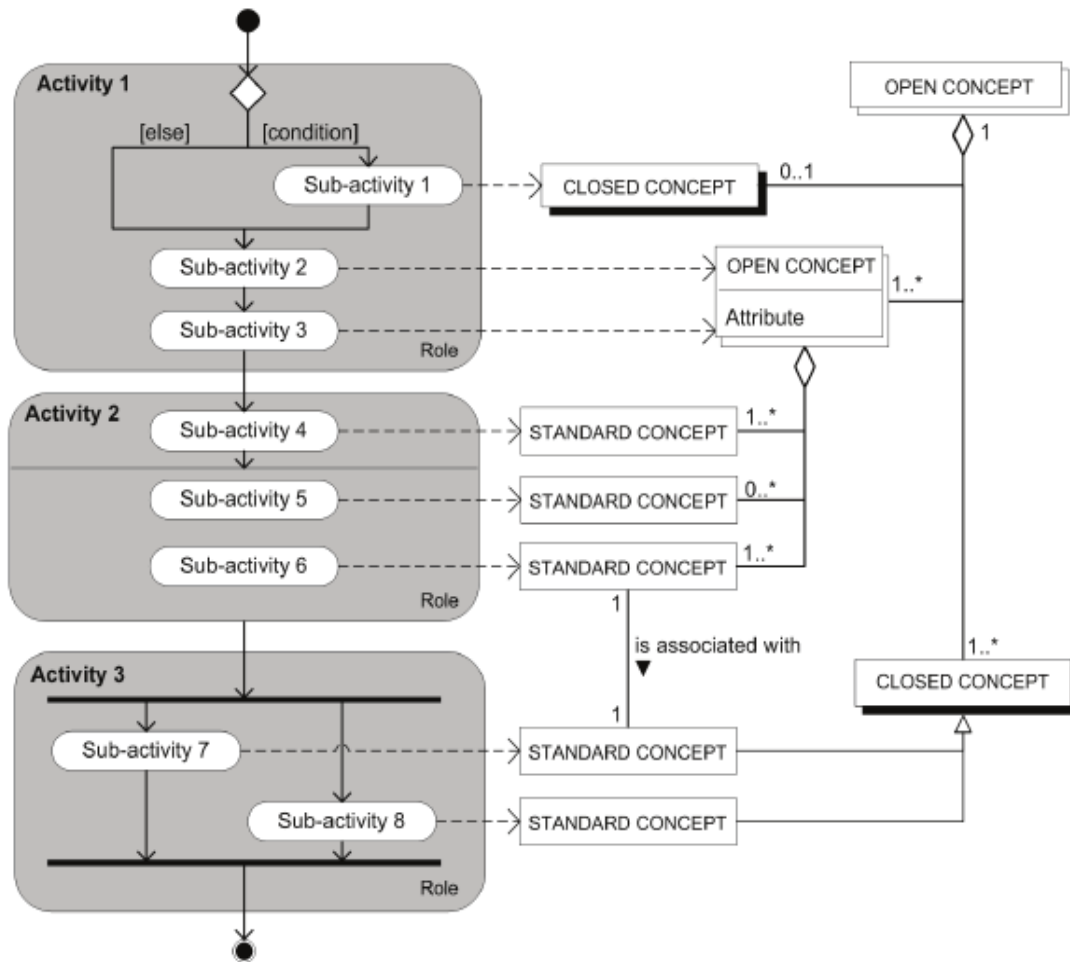 Activity 1
OPEN CONCEPT
1
[else] [condition]
Sub-activity 1
CLOSED CONCEPT
0..1
Sub-activity 2
OPEN CONCEPT
1..*
Sub-activity 3
Attribute
Role
Activity 2
Sub-activity 4
STANDARD CONCEPT
1..*
Sub-activity 5
STANDARD CONCEPT
0..*
Sub-activity 6
STANDARD CONCEPT
1..*
Role
1
is associated with
1..*
Activity 3
CLOSED CONCEPT
1
Sub-activity 7
STANDARD CONCEPT
Sub-activity 8
STANDARD CONCEPT
Role